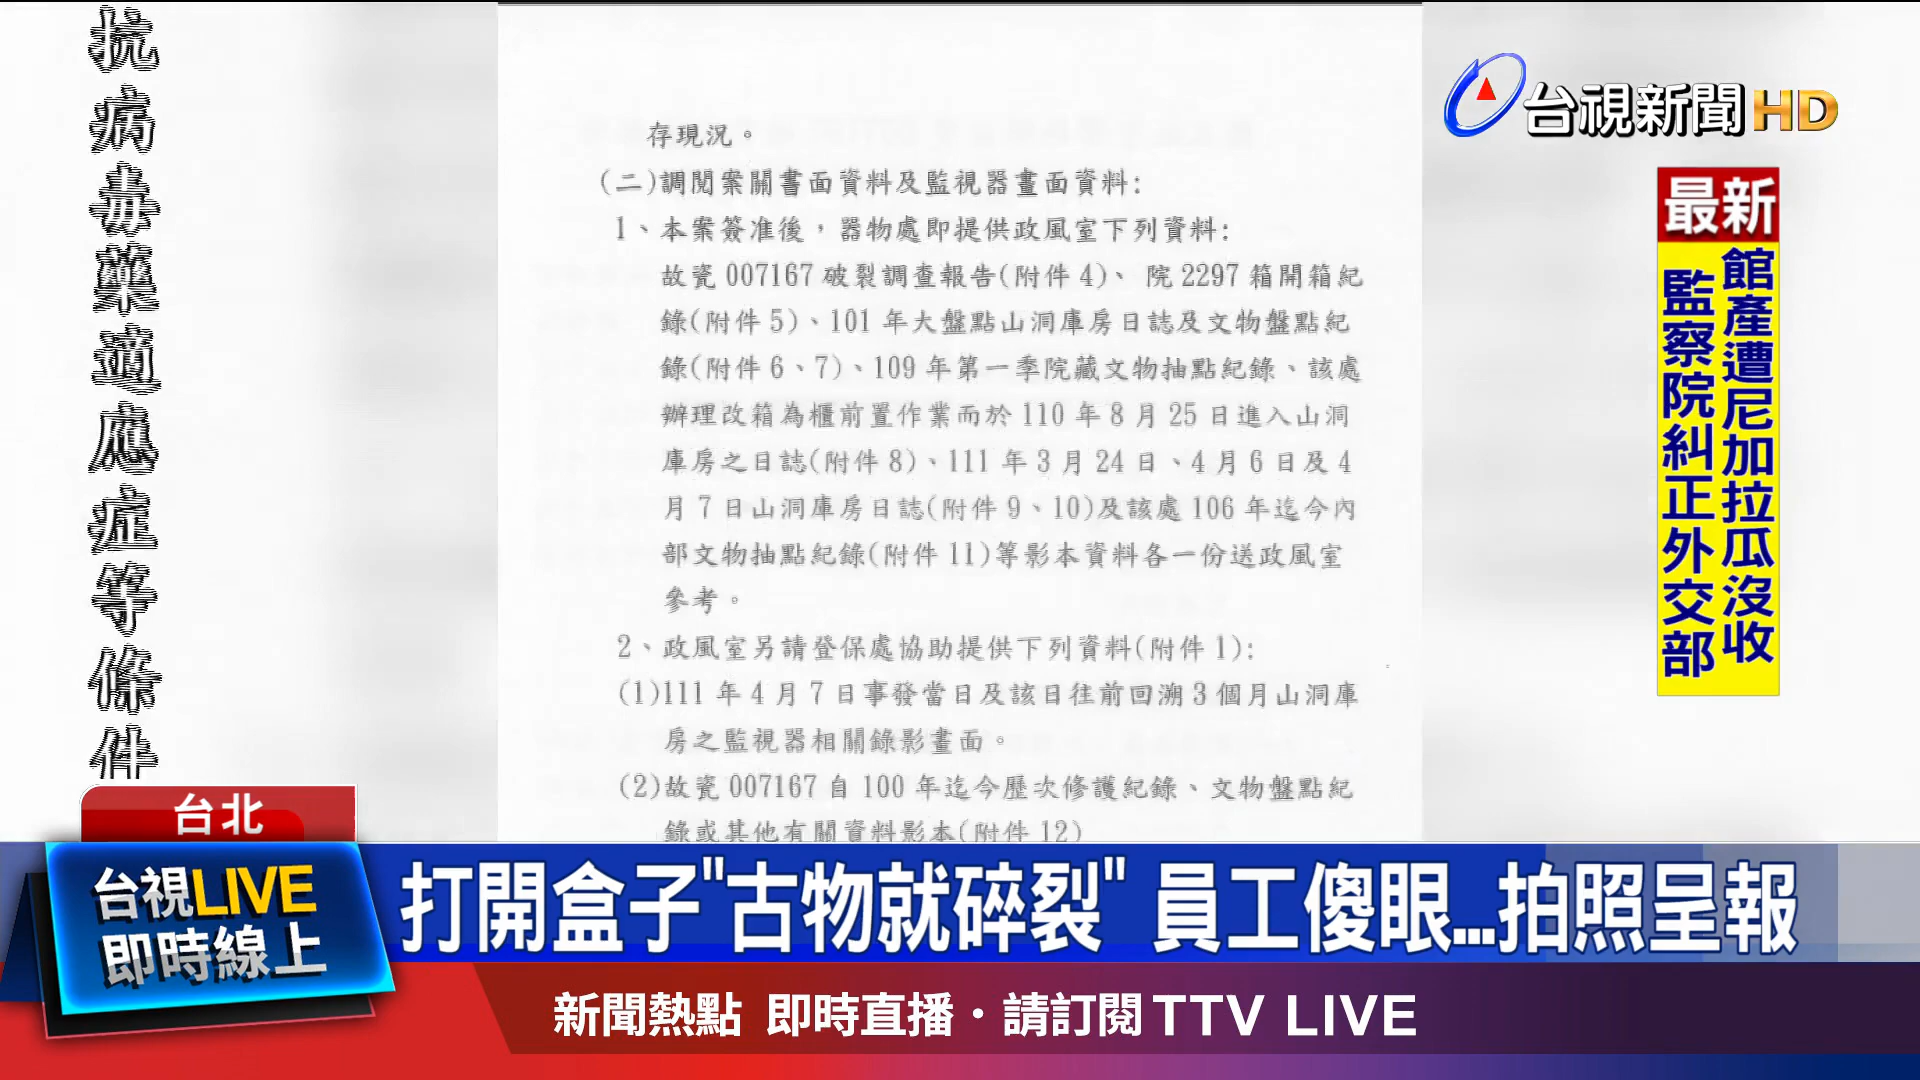 抗病毒藥適應症等條件
存現況。
(二)調閱案關書面資料及監視器畫面資料:
1、本案簽准後，器物處即提供政風室下列資料:
故瓷007167破裂調查報告(附件4)、 院2297箱開箱紀
錄(附件5)、101年大盤點山洞庫房日誌及文物盤點紀
錄(附件6、7)、109年第一季院藏文物抽點紀錄、該處
辦理改箱為櫃前置作業而於110年8月25日進入山洞
庫房之日誌(附件8)、111年3月24日、4月6日及4
月7日山洞庫房日誌(附件9、10)及該處106年迄今內
部文物抽點紀錄(附件11)等影本資料各一份送政風室
參考。
2、政風室另請登保處協助提供下列資料(附件1):
(1)111年4月7日事發當日及該日往前回溯3個月山洞庫
房之監視器相關錄影畫面。
(2)故瓷007167自100年迄今歷次修護紀錄、文物盤點紀
錄或其他有關資料影本(附件12)
台視新聞HD
最新
館產遭尼加拉瓜沒收
監察院糾正外交部
台北
台視LIVE
即時線上
打開盒子"古物就碎裂" 員工傻眼...拍照呈報
新聞熱點 即時直播·請訂閱TTV LIVE